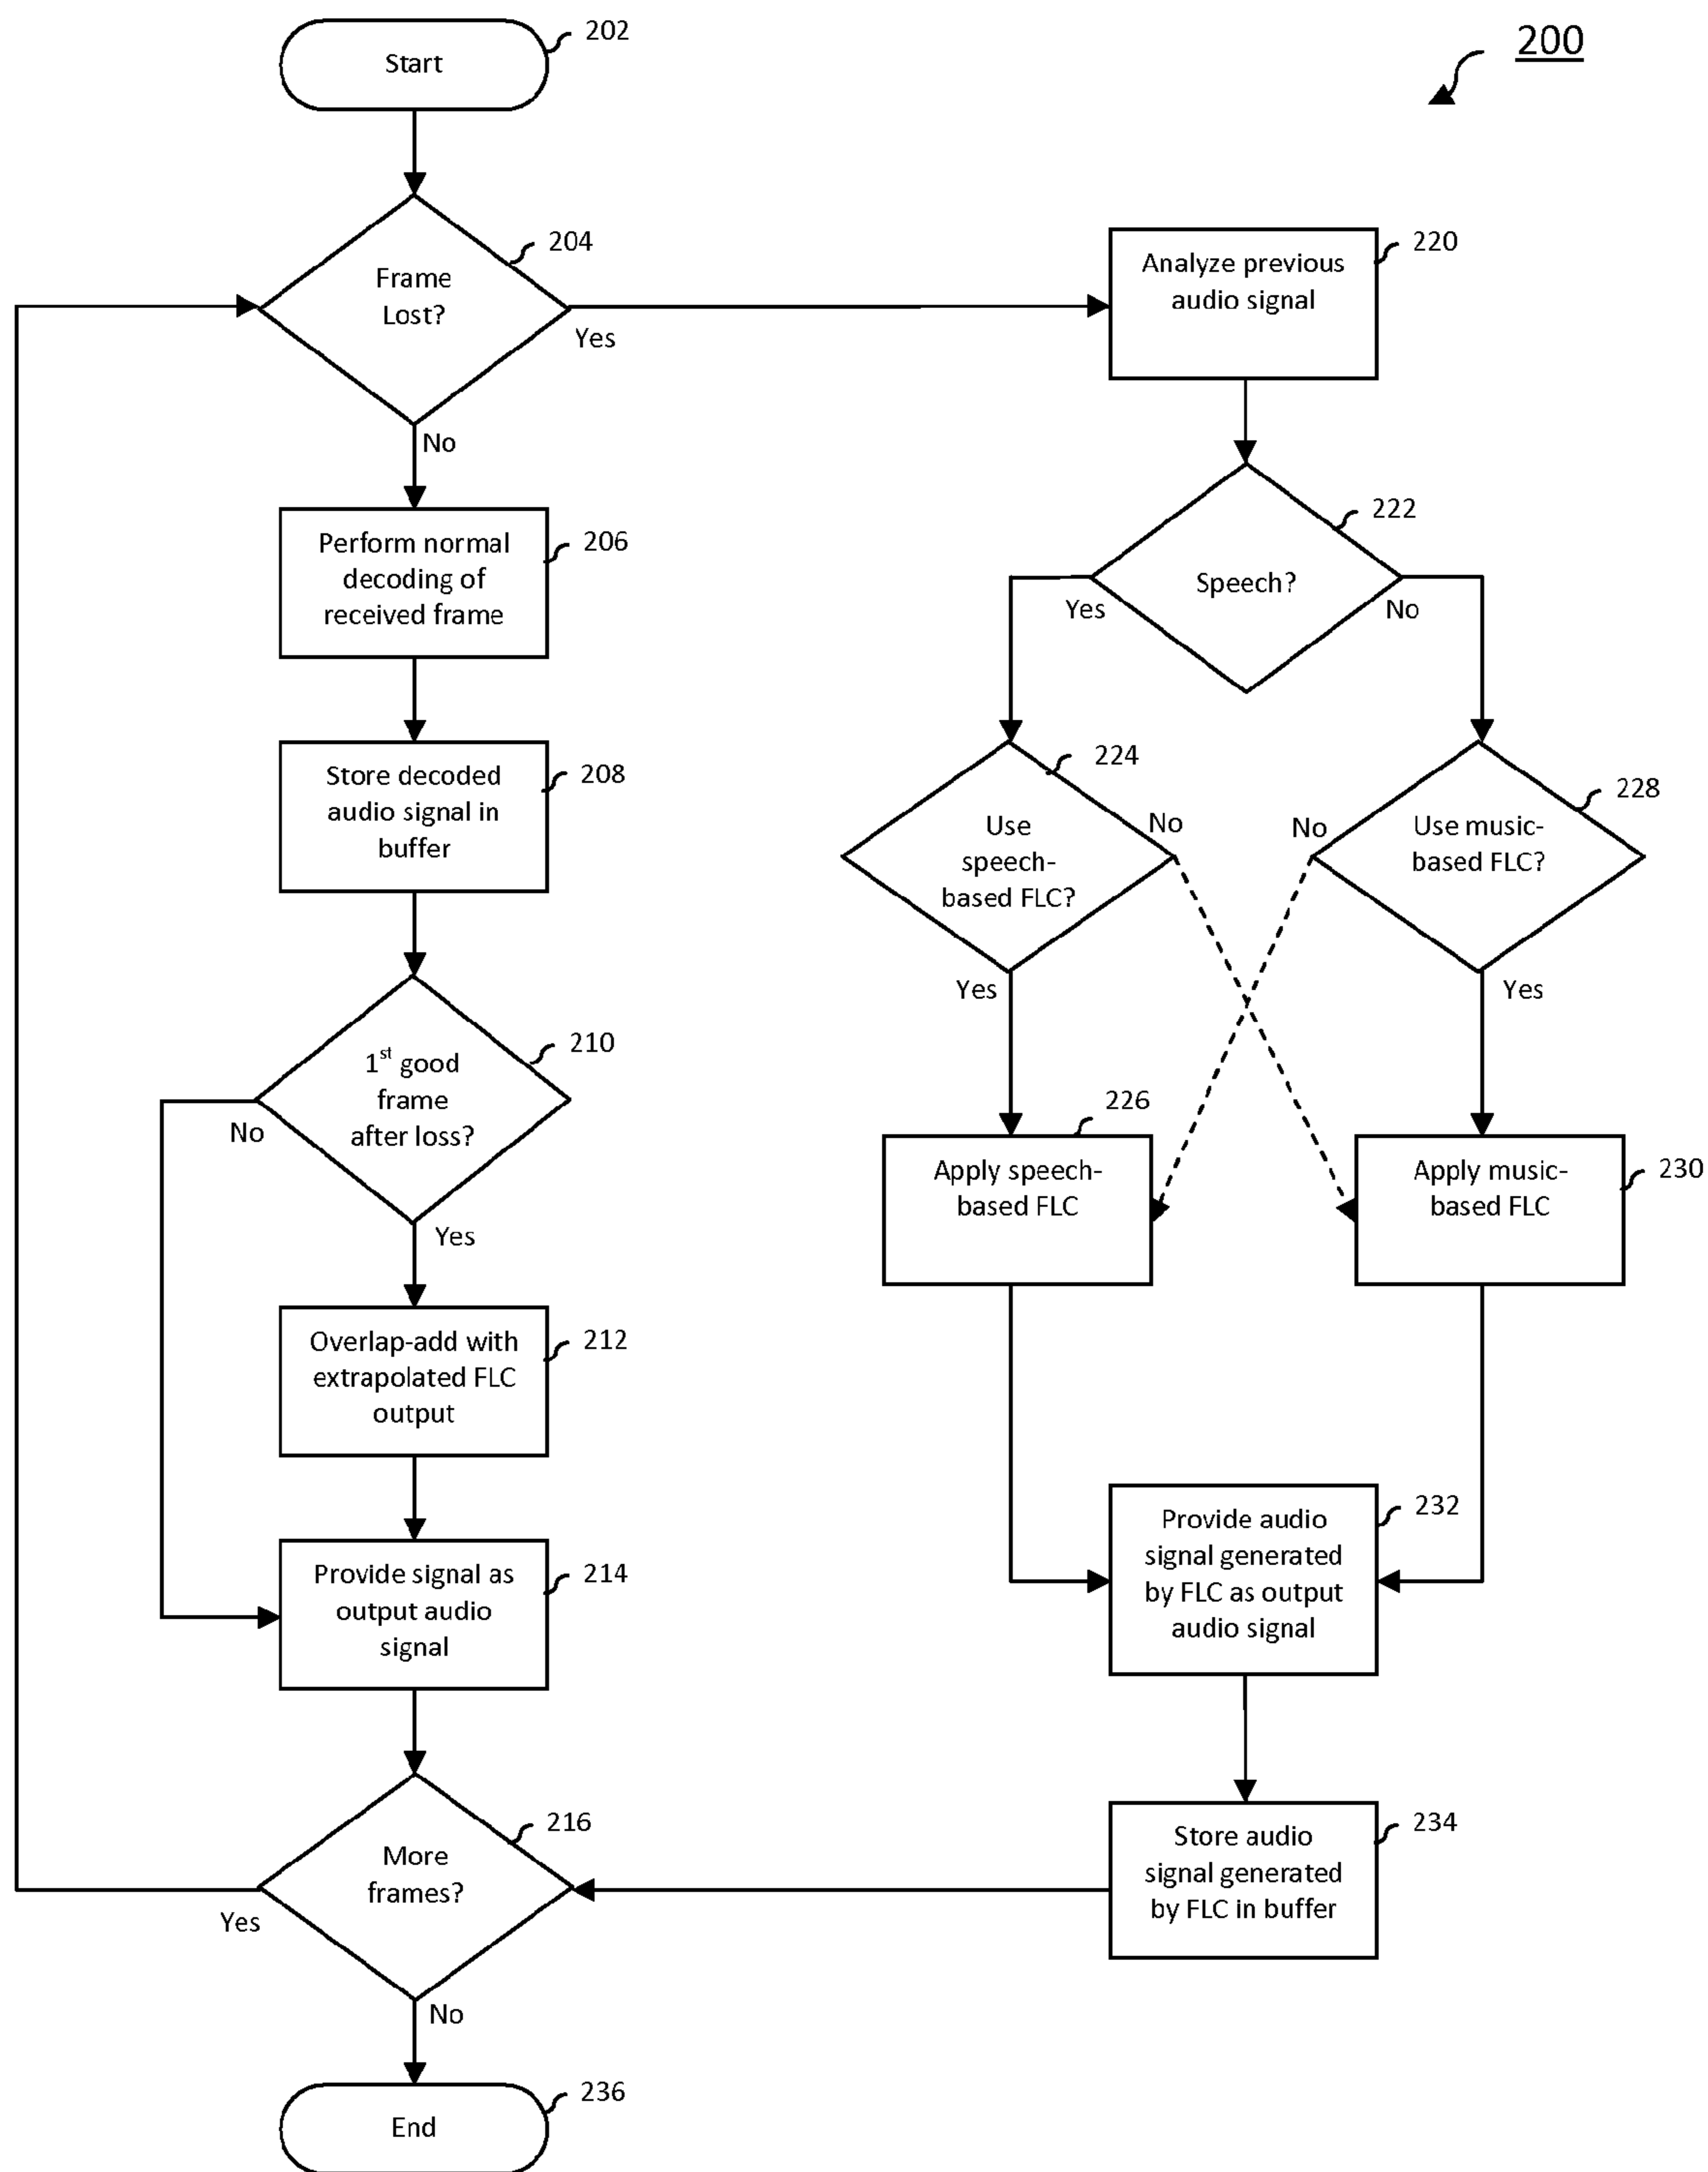 200
Start
202
Frame
Lost?
204
Yes
No
Perform normal
decoding of
received frame
206
Store decoded
audio signal in
buffer
208
1st good
frame
after loss?
210
No
Yes
Overlap-add with
extrapolated FLC
output
212
Provide signal as
output audio
signal
214
More
frames?
216
Yes
No
End
236
Analyze previous
audio signal
220
Speech?
222
Yes
No
Use
speech-
based FLC?
224
No
Yes
Use music-
based FLC?
228
No
Yes
Apply speech-
based FLC
226
Apply music-
based FLC
230
Provide audio
signal generated
by FLC as output
audio signal
232
Store audio
signal generated
by FLC in buffer
234